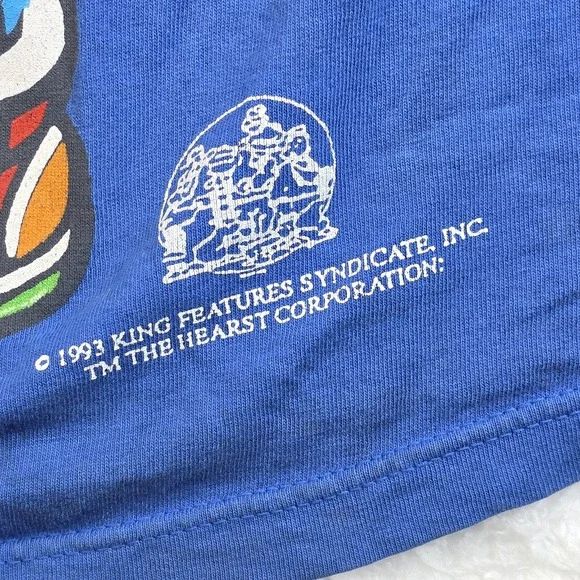 © 1993 KING FEATURES SYNDICATE, INC.
TM THE HEARST CORPORATION: